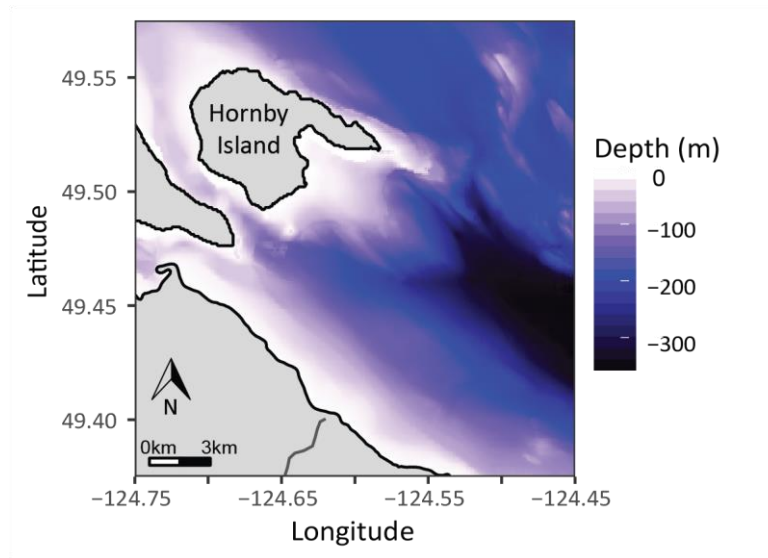 Hornby
Island
49.55
49.50
49.45
49.40
Latitude
N
0km 3km
−124.75 −124.65 −124.55 −124.45
Longitude
Depth (m)
0
−100
−200
−300